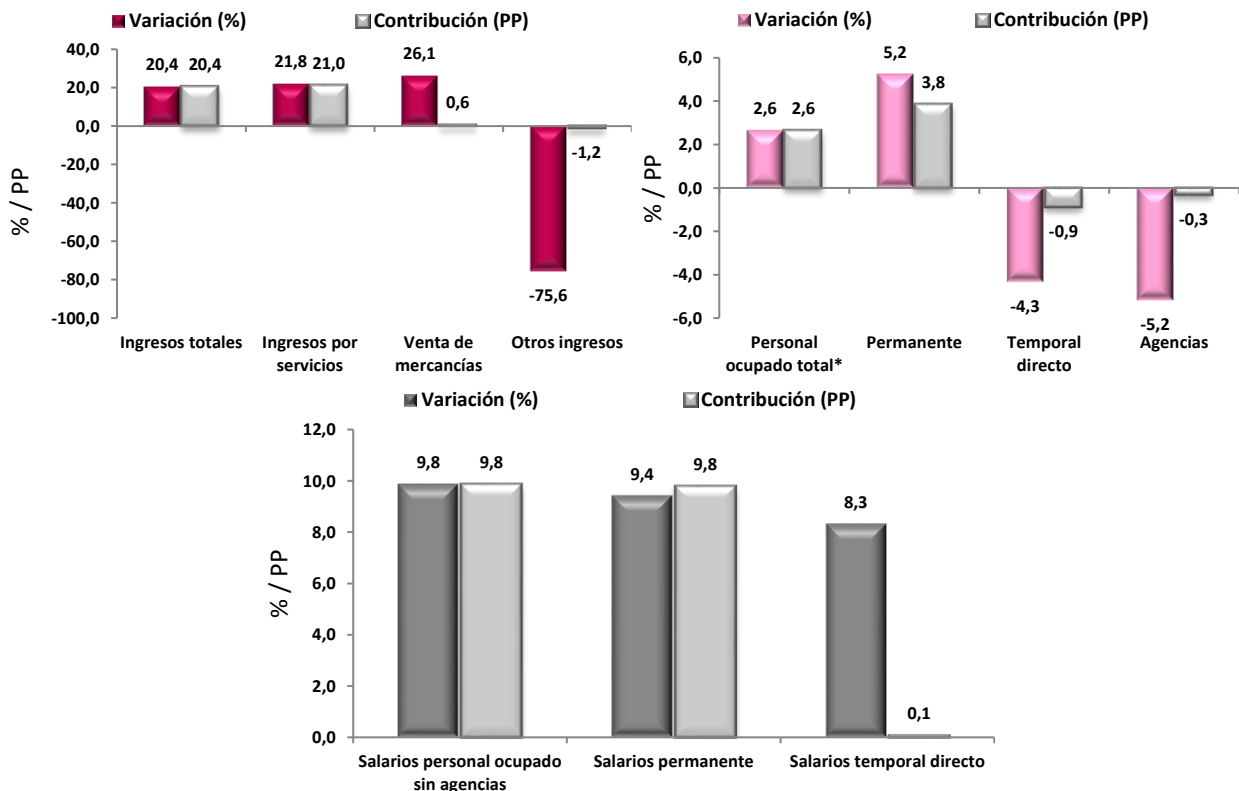 Variación (%) Contribución (PP)
40,0
20,0
0,0
-20,0
-40,0
-60,0
-80,0
-100,0
% / PP
20,4 20,4 21,8 21,0 26,1 0,6 -75,6 -1,2
Ingresos totales Ingresos por Venta de Otros ingresos
servicios mercancías
Variación (%) Contribución (PP)
6,0
4,0
2,0
0,0
-2,0
-4,0
-6,0
% / PP
2,6 2,6 5,2 3,8 -4,3 -0,9 -5,2 -0,3
Personal Permanente Temporal Agencias
ocupado total* directo
Variación (%) Contribución (PP)
12,0
10,0
8,0
6,0
4,0
2,0
0,0
% / PP
9,8 9,8 9,4 9,8 8,3 0,1
Salarios personal ocupado Salarios permanente Salarios temporal directo
sin agencias